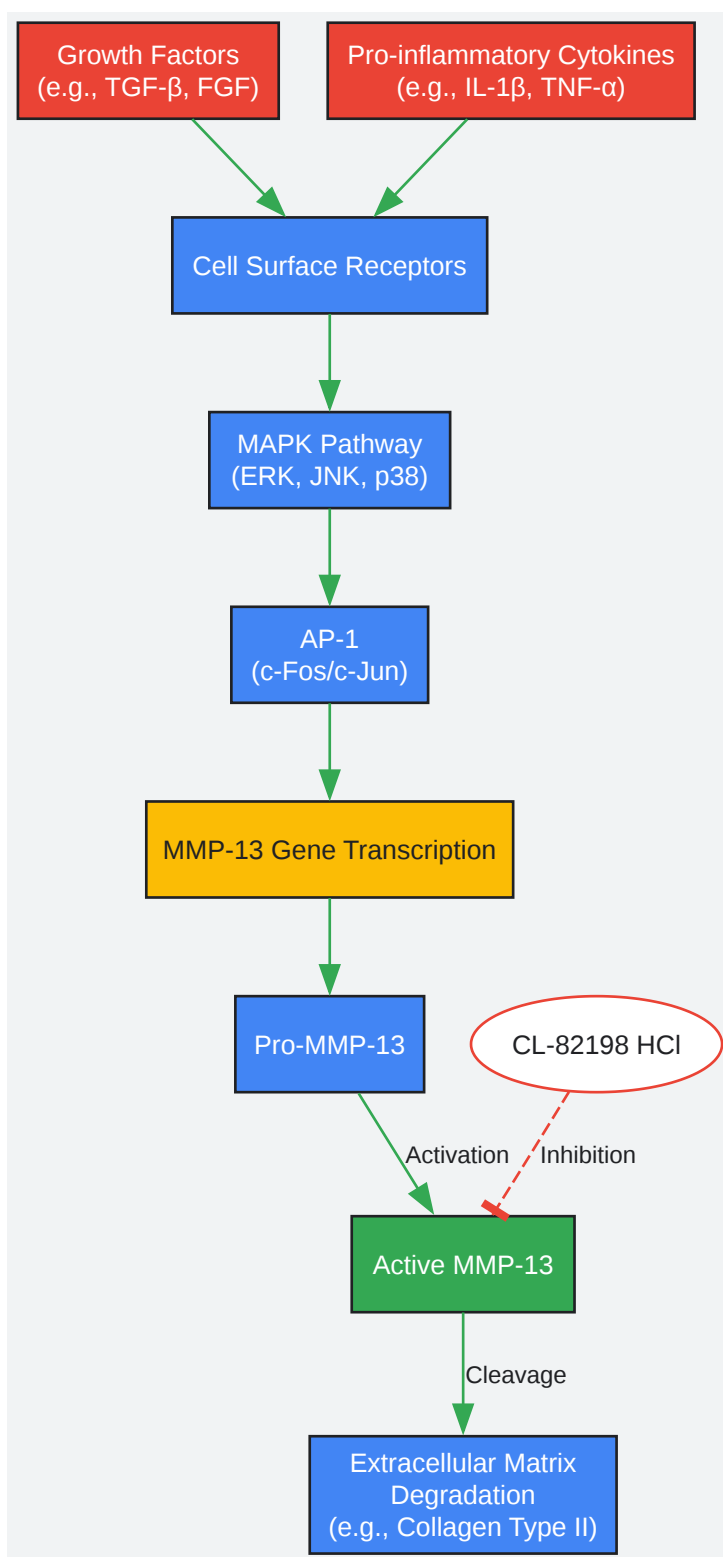 Growth Factors
(e.g., TGF-β, FGF)
Pro-inflammatory Cytokines
(e.g., IL-1β, TNF-α)
Cell Surface Receptors
MAPK Pathway
(ERK, JNK, p38)
AP-1
(c-Fos/c-Jun)
MMP-13 Gene Transcription
Pro-MMP-13
CL-82198 HCl
Activation
Inhibition
Active MMP-13
Cleavage
Extracellular Matrix
Degradation
(e.g., Collagen Type II)